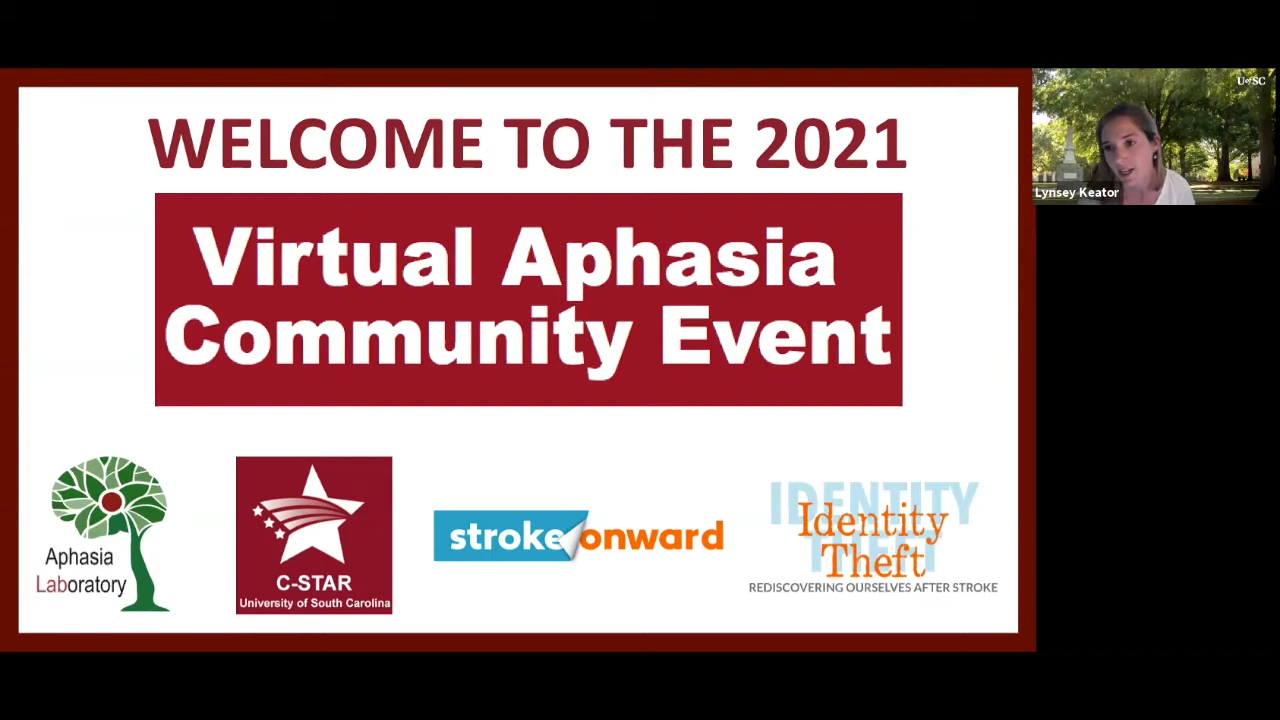 WELCOME TO THE 2021
Virtual Aphasia
Community Event
Aphasia
Laboratory
C-STAR
University of South Carolina
strokeonward
IDENTITY
THEFT
Identity
Theft
REDISCOVERING OURSELVES AFTER STROKE
UofSC
Lynsey Keator